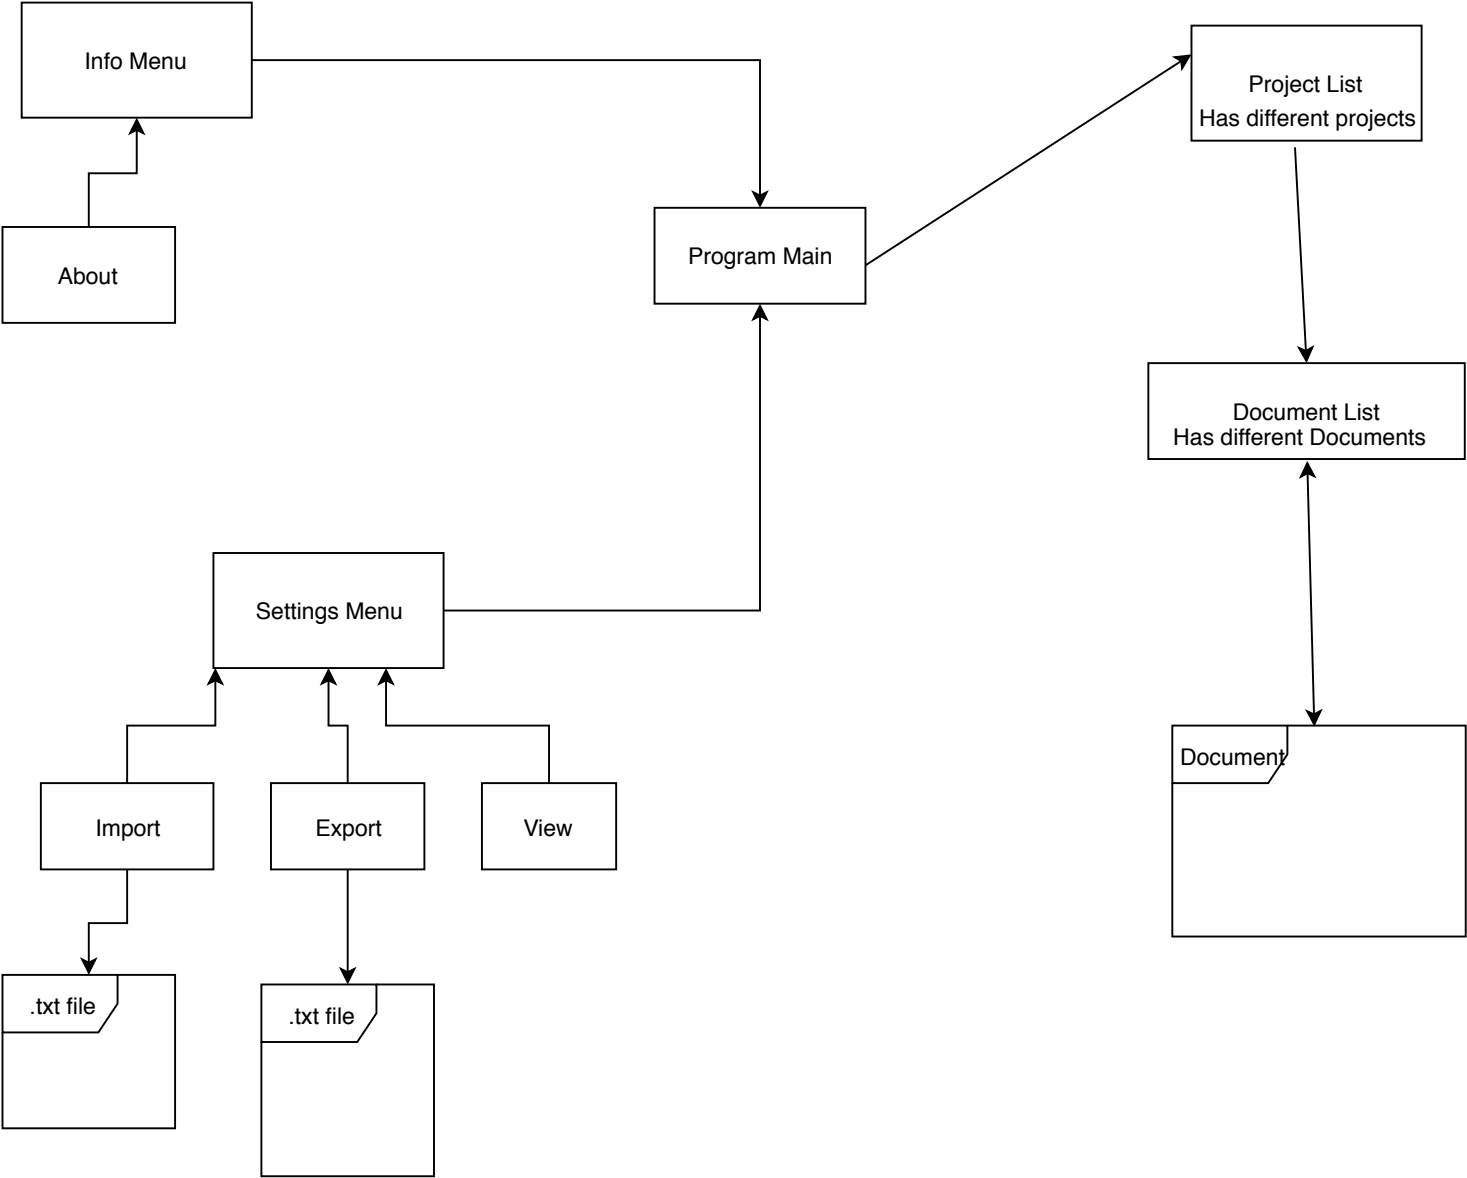 Info Menu
Project List
Has different projects
Program Main
About
Document List
Has different Documents
Settings Menu
Document
Import
Export
View
.txt file
.txt file